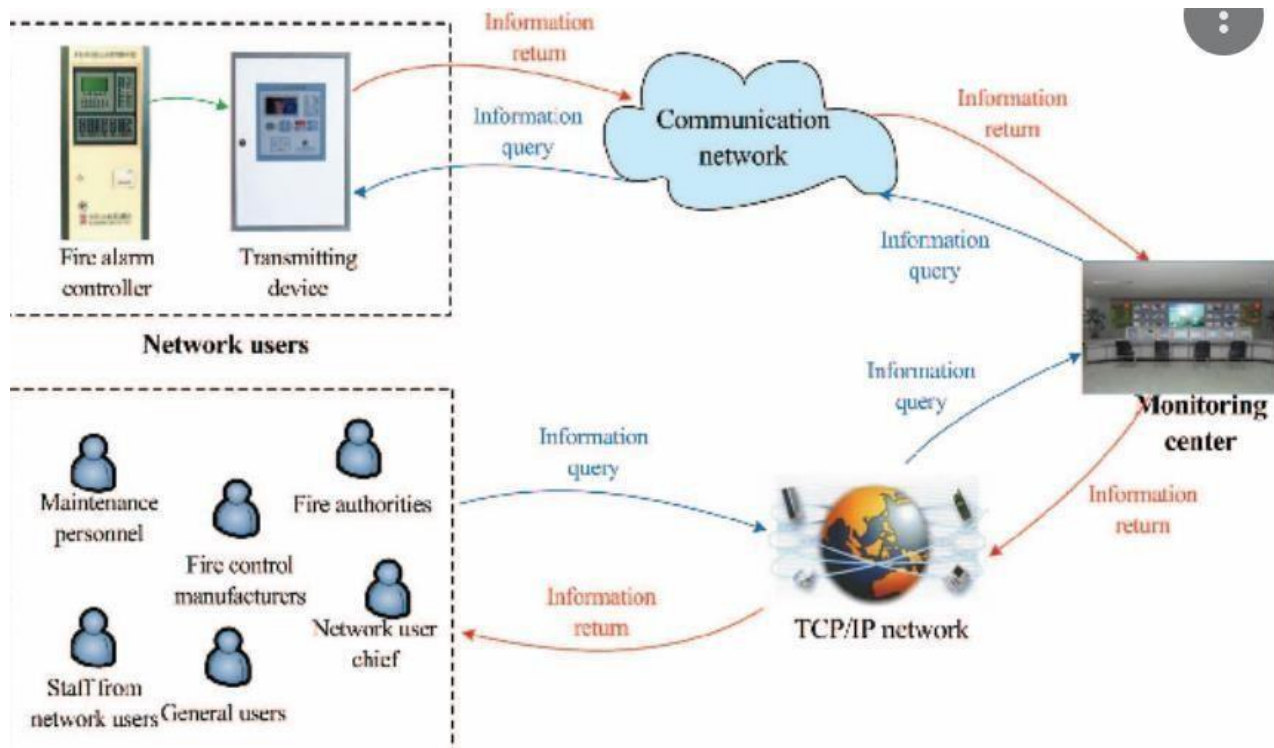 Information
return
Information
query
Communication
network
Information
return
Information
query
Fire alarm
controller
Transmitting
device
Network users
Information
query
Monitoring
center
Information
query
Information
return
Maintenance
personnel
Fire authorities
Fire control
manufacturers
Network user
chief
Information
return
TCP/IP network
Staff from
network users
General users